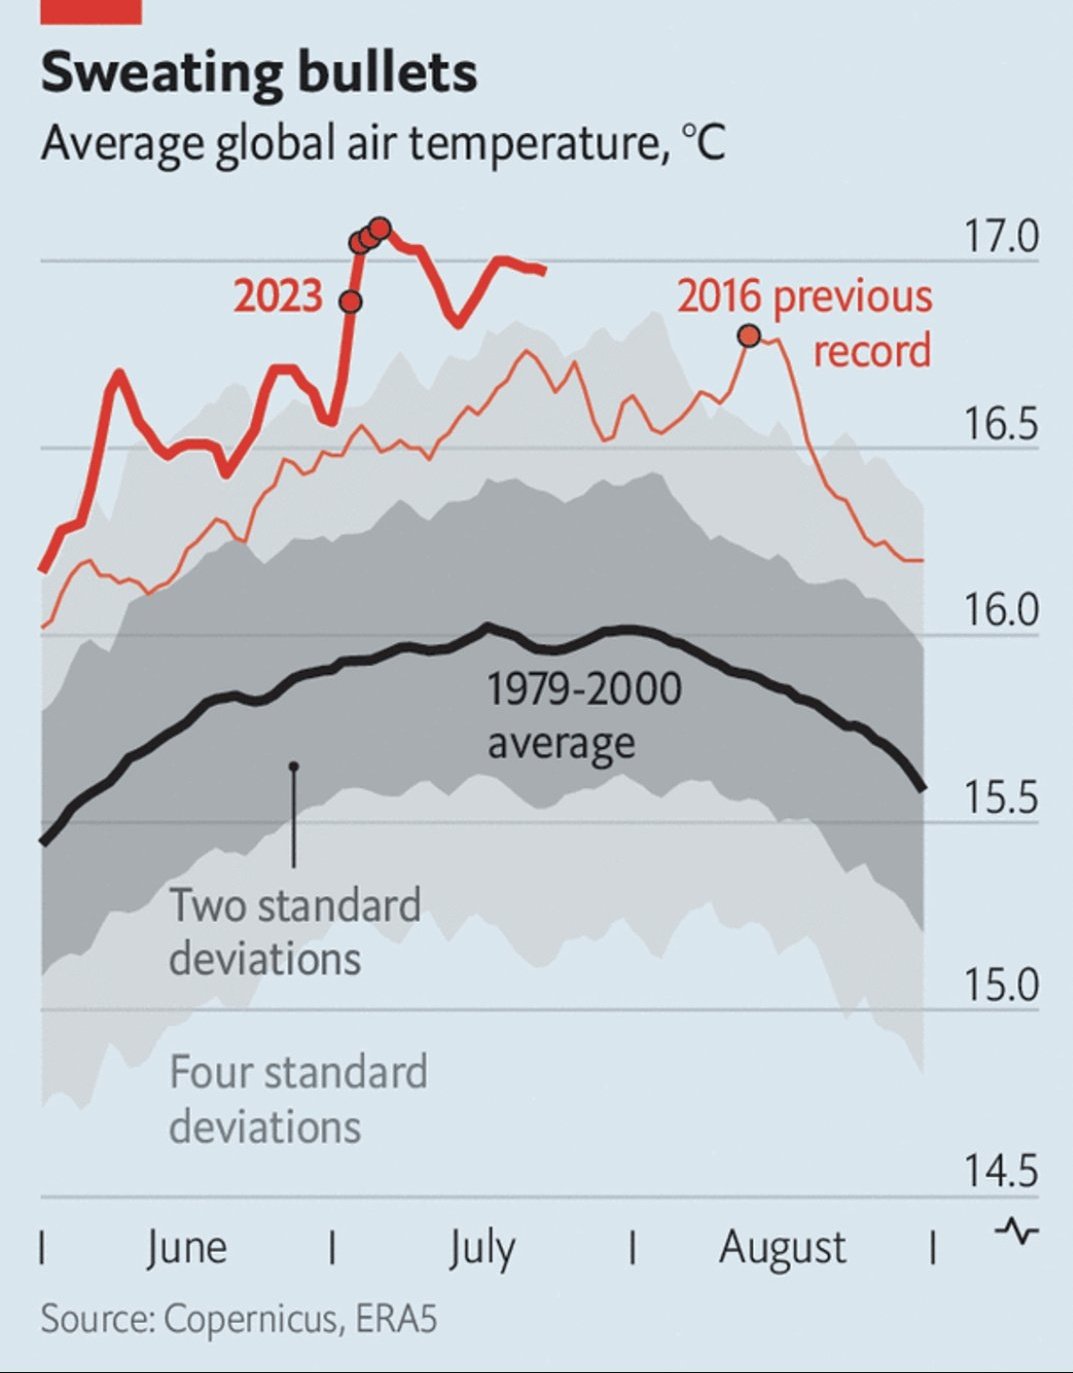 Sweating bullets
Average global air temperature, °C
17.0
2023
2016 previous
record
16.5
16.0
1979-2000
average
15.5
Two standard
deviations
15.0
Four standard
deviations
14.5
June July August
Source: Copernicus, ERA5